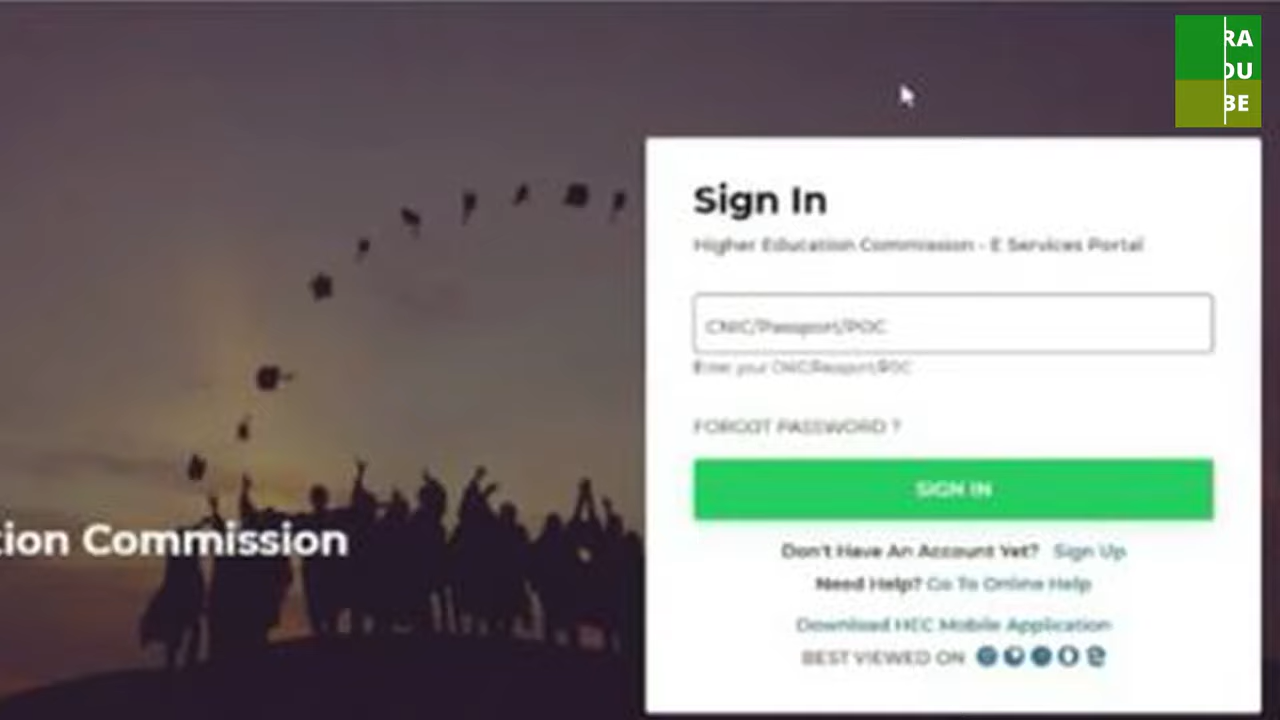 RA
DU
BE
Sign In
Higher Education Commission - E Services Portal
CNIC/Passport/POC
Enter your CNIC/Passport/POC
FORGOT PASSWORD ?
SIGN IN
tion Commission
Don't Have An Account Yet? Sign Up
Need Help? Go To Online Help
Download HEC Mobile Application
BEST VIEWED ON